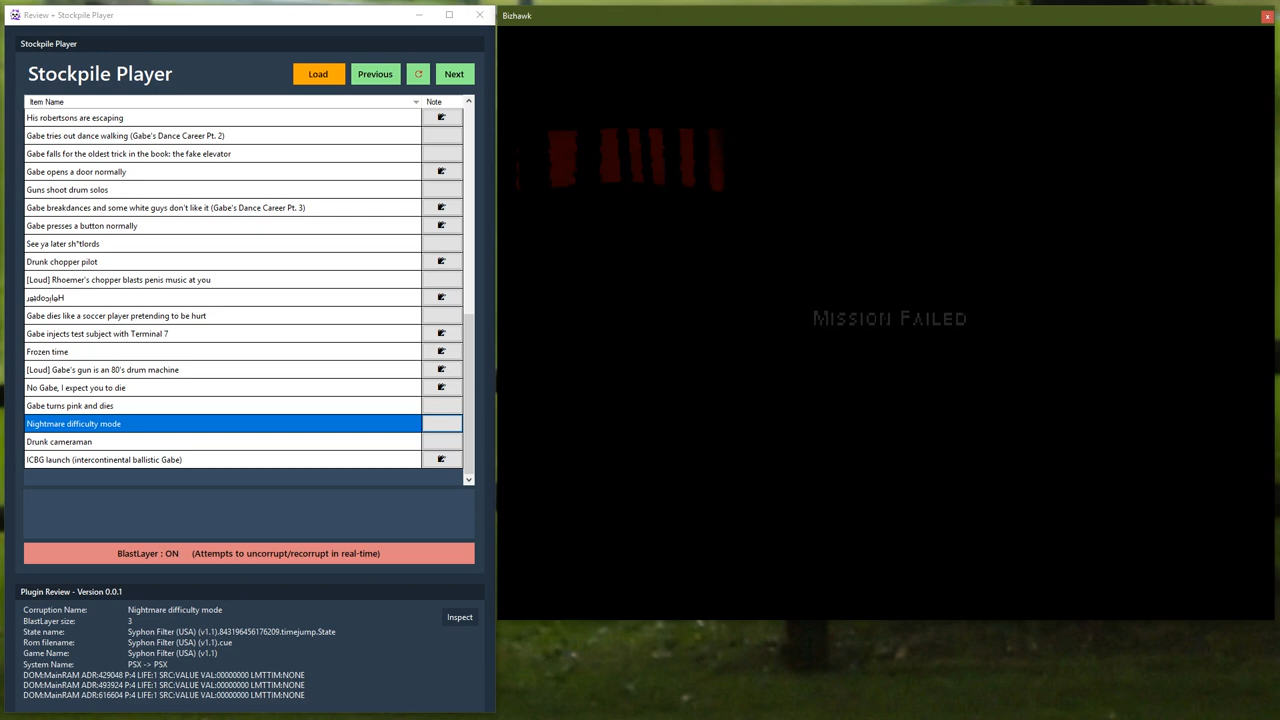 Review + Stockpile Player
Stockpile Player
Stockpile Player
Load
Previous
Next
Item Name
Note
His robertsons are escaping
Gabe tries out dance walking (Gabe's Dance Career Pt. 2)
Gabe falls for the oldest trick in the book: the fake elevator
Gabe opens a door normally
Guns shoot drum solos
Gabe breakdances and some white guys don't like it (Gabe's Dance Career Pt. 3)
Gabe presses a button normally
See ya later sh*tlords
Drunk chopper pilot
[Loud] Rhoemer's chopper blasts penis music at you
Gabe dies like a soccer player pretending to be hurt
Gabe injects test subject with Terminal 7
Frozen time
[Loud] Gabe's gun is an 80's drum machine
No Gabe, I expect you to die
Gabe turns pink and dies
Nightmare difficulty mode
Drunk cameraman
ICBG launch (intercontinental ballistic Gabe)
BlastLayer : ON (Attempts to uncorrupt/recorrupt in real-time)
Plugin Review - Version 0.0.1
Corruption Name: Nightmare difficulty mode
BlastLayer size: 3
State name: Syphon Filter (USA) (v1.1).843196456176209.timejump.State
Rom filename: Syphon Filter (USA) (v1.1).cue
Game Name: Syphon Filter (USA) (v1.1)
System Name: PSX -> PSX
DOM:MainRAM ADR:429048 P:4 LIFE:1 SRC:VALUE VAL:00000000 LMTTIM:NONE
DOM:MainRAM ADR:493924 P:4 LIFE:1 SRC:VALUE VAL:00000000 LMTTIM:NONE
DOM:MainRAM ADR:616604 P:4 LIFE:1 SRC:VALUE VAL:00000000 LMTTIM:NONE
Inspect
Bizhawk
x
Mission Failed